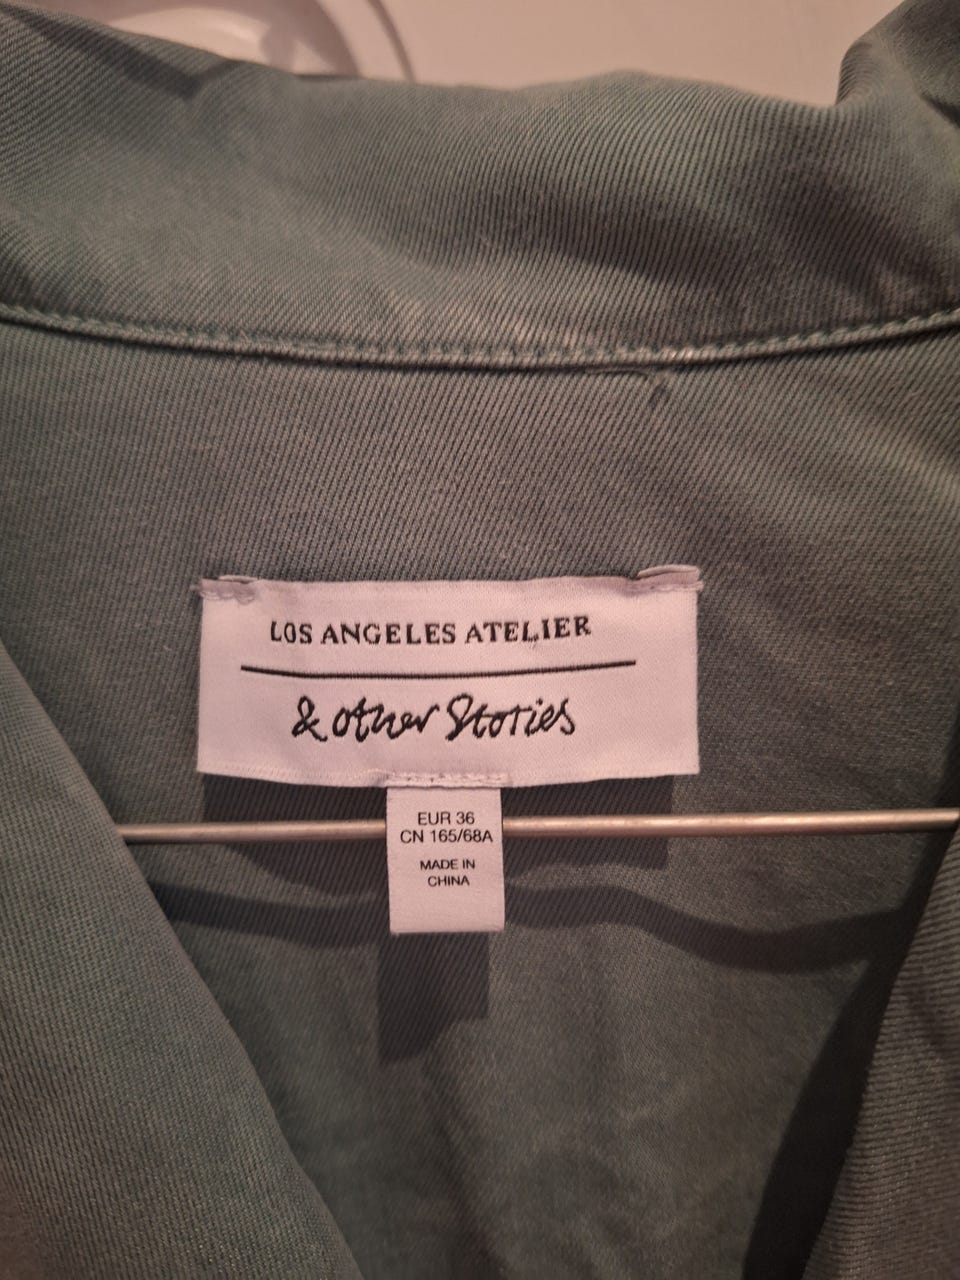 LOS ANGELES ATELIER
& other Stories
EUR 36
CN 165/68A
MADE IN
CHINA